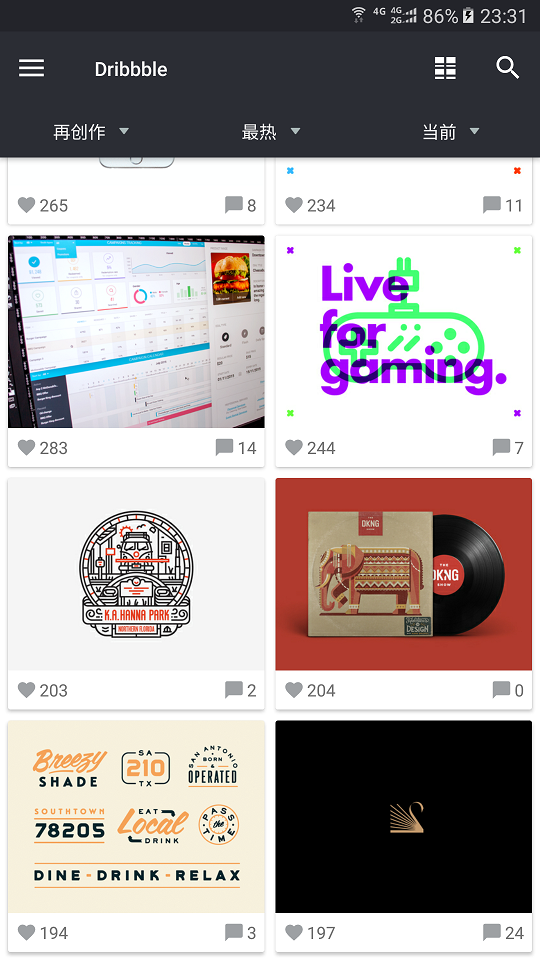 4G 4G 2G 86% 23:31
Dribbble
再创作 最热 当前
265 8
234 11
283 14
Live
for
gaming.
244 7
K.A. HANNA PARK
NORTHERN FLORIDA
203 2
THE
DKNG
SHOW
THE
DKNG
SHOW
DESIGN
204 0
Breezy
SHADE
SA
210
TX
SAN ANTONIO
BORN
&
OPERATED
SOUTHTOWN
78205
EAT
Local
DRINK
PASS
the
TIME
DINE - DRINK - RELAX
194 3
197 24